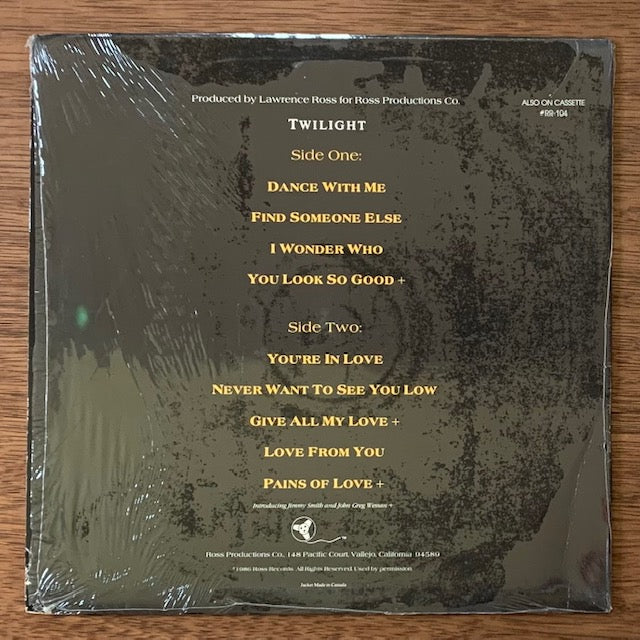 Produced by Lawrence Ross for Ross Productions Co.
ALSO ON CASSETTE
#RR-104
TWILIGHT
Side One:
DANCE WITH ME
FIND SOMEONE ELSE
I WONDER WHO
YOU LOOK SO GOOD +
Side Two:
YOU'RE IN LOVE
NEVER WANT TO SEE YOU LOW
GIVE ALL MY LOVE +
LOVE FROM YOU
PAINS OF LOVE +
Introducing Jimmy Smith and John Greg +
TM
Ross Productions Co., 148 Pacific Court, Vallejo, California 94589
©1986 Ross Records. All Rights Reserved. Used by permission.
Jacket Made in Canada